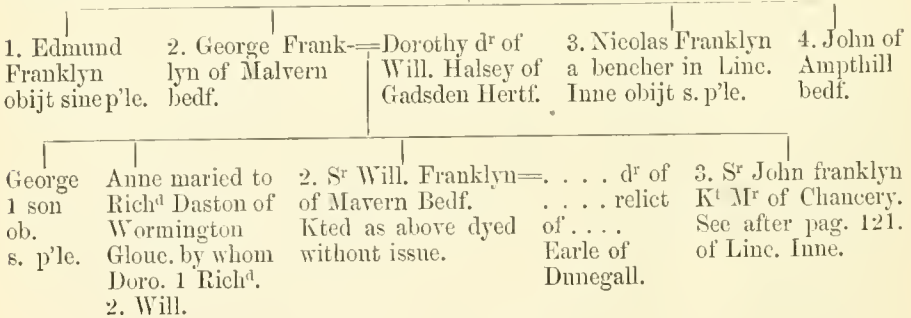 1. Edmund
Franklyn
obijt sine p'le.
2. George Frank-=Dorothy dʳ of
lyn of Malvern
bedf.
Will. Halsey of
Gadsden Hertf.
3. Nicolas Franklyn
a bencher in Linc.
Inne obijt s. p'le.
4. John of
Ampthill
bedf.
George
1 son
ob.
s. p'le.
Anne maried to
Richᵈ Daston of
Wormington
Glouc. by whom
Doro. 1 Richᵈ.
2. Will.
2. Sʳ Will. Franklyn=. . . . dʳ of
of Mavern Bedf.
Kted as above dyed
without issue.
. . . . relict
of . . . .
Earle of
Dunegall.
3. Sʳ John franklyn
Kᵗ Mʳ of Chancery.
See after pag. 121.
of Linc. Inne.